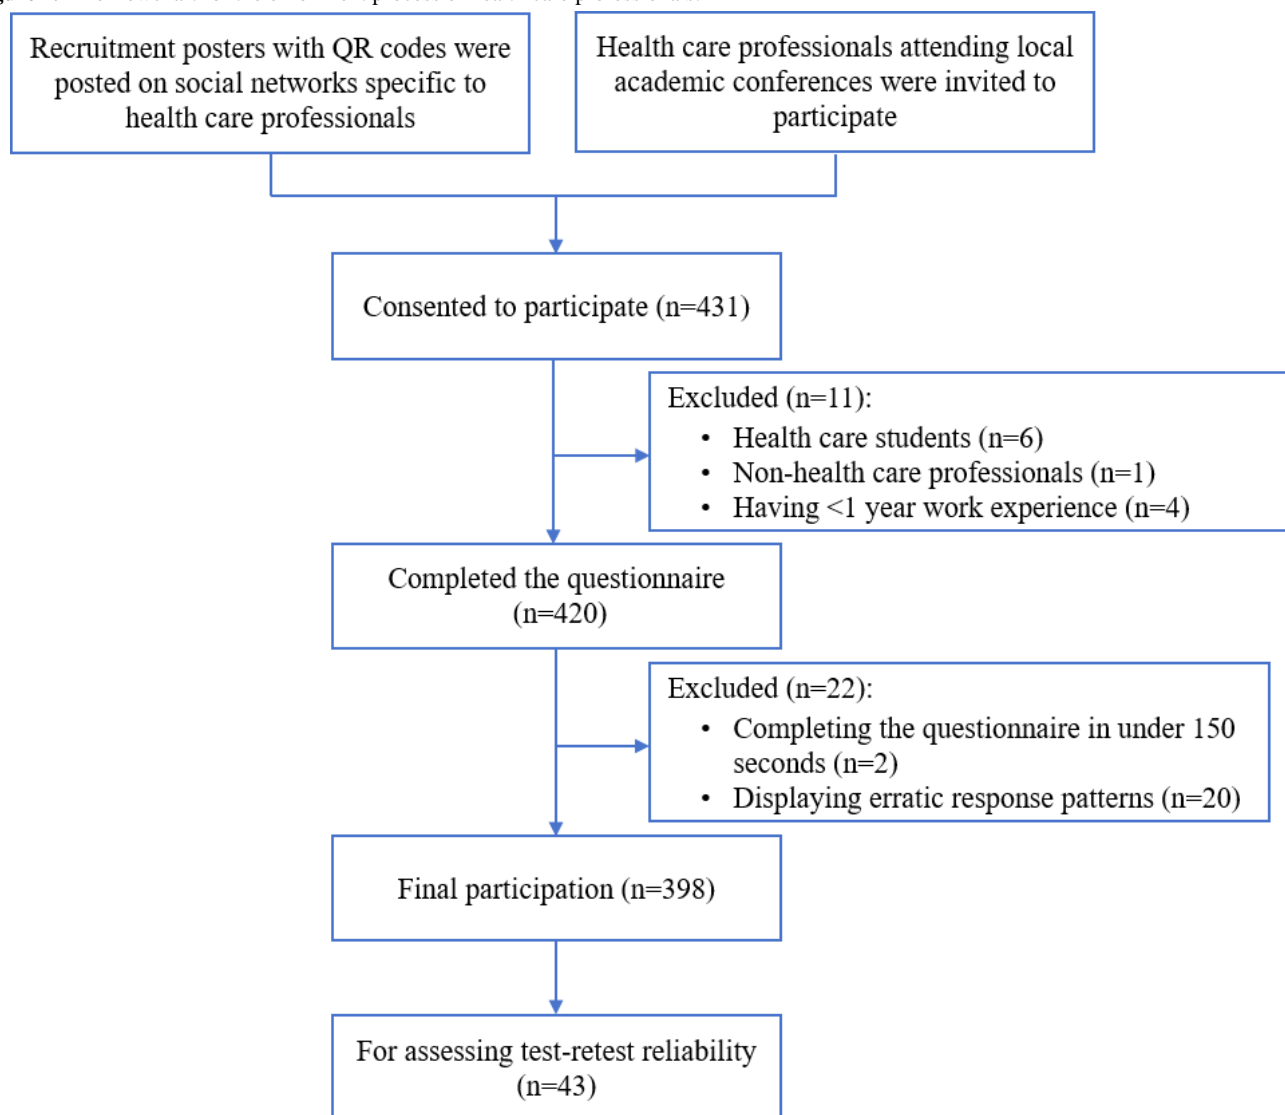 Recruitment posters with QR codes were
posted on social networks specific to
health care professionals
Health care professionals attending local
academic conferences were invited to
participate
Consented to participate (n=431)
Excluded (n=11):
• Health care students (n=6)
• Non-health care professionals (n=1)
• Having <1 year work experience (n=4)
Completed the questionnaire
(n=420)
Excluded (n=22):
• Completing the questionnaire in under 150
seconds (n=2)
• Displaying erratic response patterns (n=20)
Final participation (n=398)
For assessing test-retest reliability
(n=43)